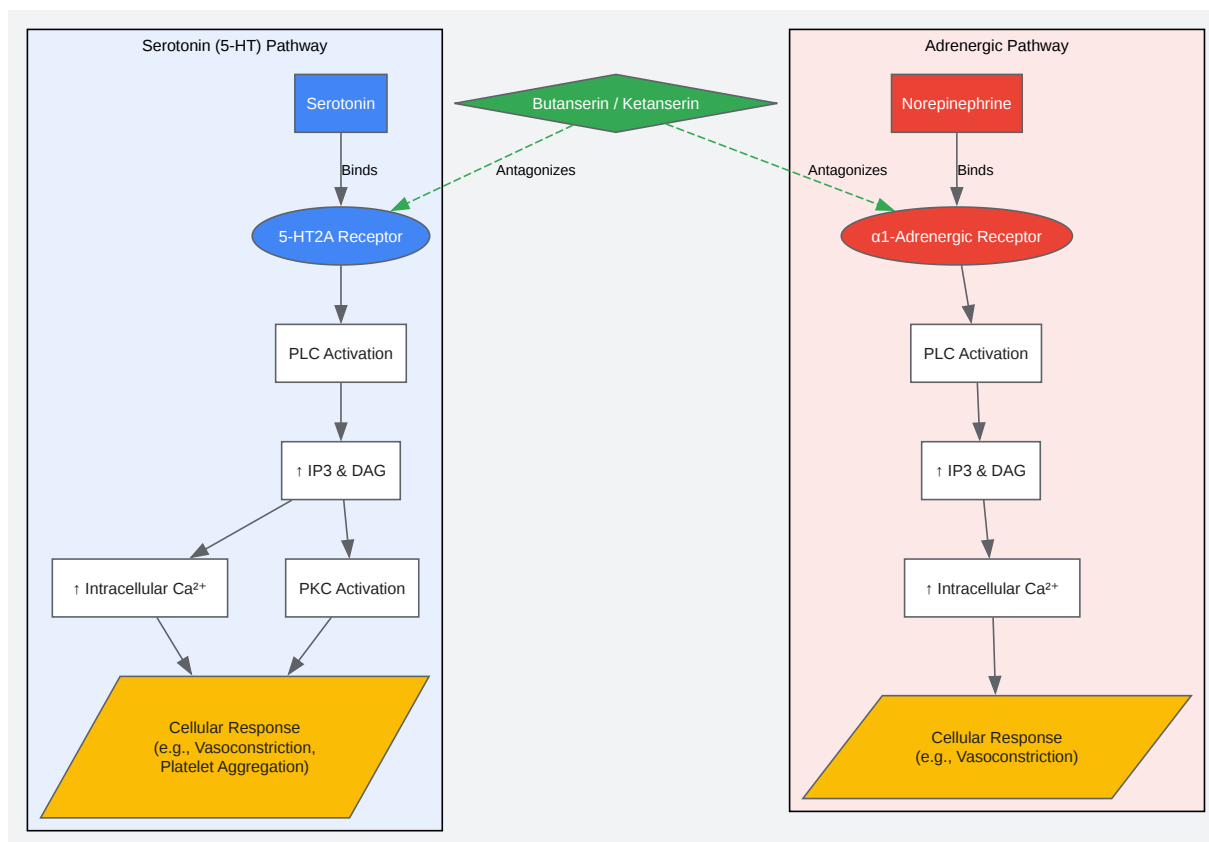 Serotonin (5-HT) Pathway
Serotonin
Binds
5-HT2A Receptor
PLC Activation
↑ IP3 & DAG
↑ Intracellular Ca²⁺
PKC Activation
Cellular Response
(e.g., Vasoconstriction,
Platelet Aggregation)
Butanserin / Ketanserin
Antagonizes
Antagonizes
Adrenergic Pathway
Norepinephrine
Binds
α1-Adrenergic Receptor
PLC Activation
↑ IP3 & DAG
↑ Intracellular Ca²⁺
Cellular Response
(e.g., Vasoconstriction)